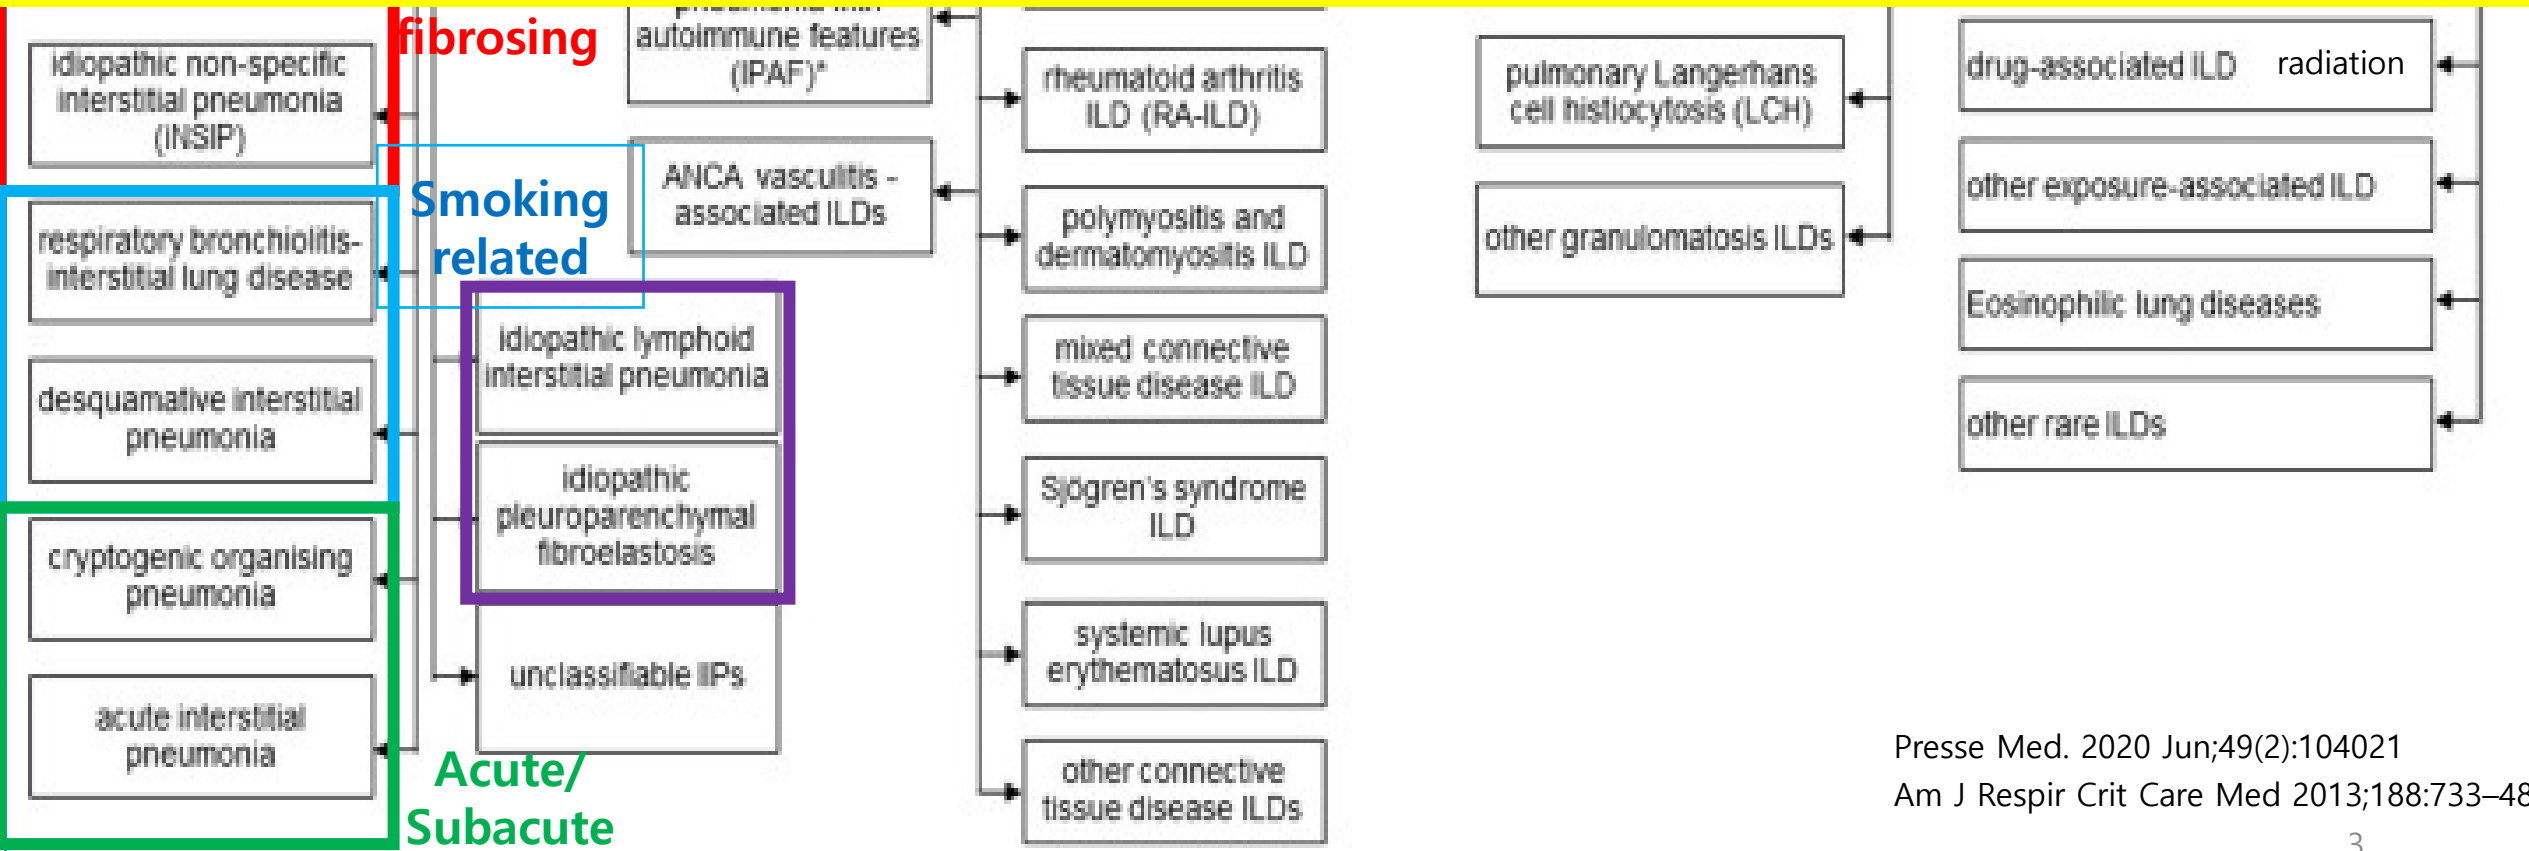 fibrosing
idiopathic non-specific
interstitial pneumonia
(iNSIP)
Smoking
related
respiratory bronchiolitis-
interstitial lung disease
desquamative interstitial
pneumonia
cryptogenic organising
pneumonia
acute interstitial
pneumonia
Acute/
Subacute
autoimmune features
(IPAF)*
ANCA vasculitis -
associated ILDs
idiopathic lymphoid
interstitial pneumonia
idiopathic
pleuroparenchymal
fibroelastosis
unclassifiable IIPs
rheumatoid arthritis
ILD (RA-ILD)
polymyositis and
dermatomyositis ILD
mixed connective
tissue disease ILD
Sjögren's syndrome
ILD
systemic lupus
erythematosus ILD
other connective
tissue disease ILDs
pulmonary Langerhans
cell histiocytosis (LCH)
other granulomatosis ILDs
drug-associated ILD radiation
other exposure-associated ILD
Eosinophilic lung diseases
other rare ILDs
Presse Med. 2020 Jun;49(2):104021
Am J Respir Crit Care Med 2013;188:733–48
3